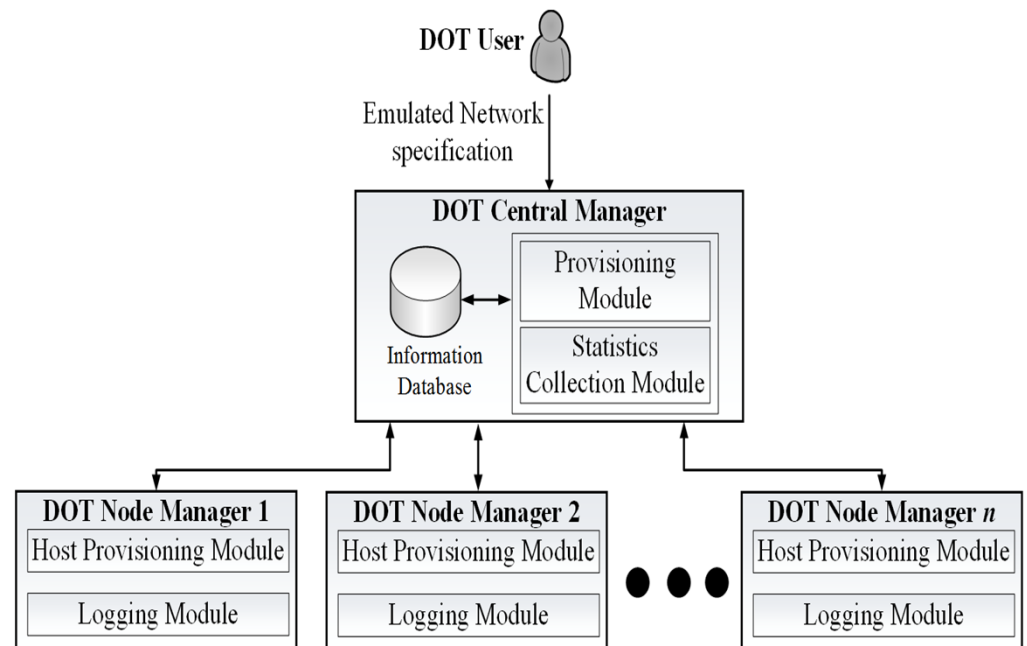 DOT User
Emulated Network
specification
DOT Central Manager
Provisioning
Module
Information
Database
Statistics
Collection Module
DOT Node Manager 1
Host Provisioning Module
Logging Module
DOT Node Manager 2
Host Provisioning Module
Logging Module
DOT Node Manager n
Host Provisioning Module
Logging Module